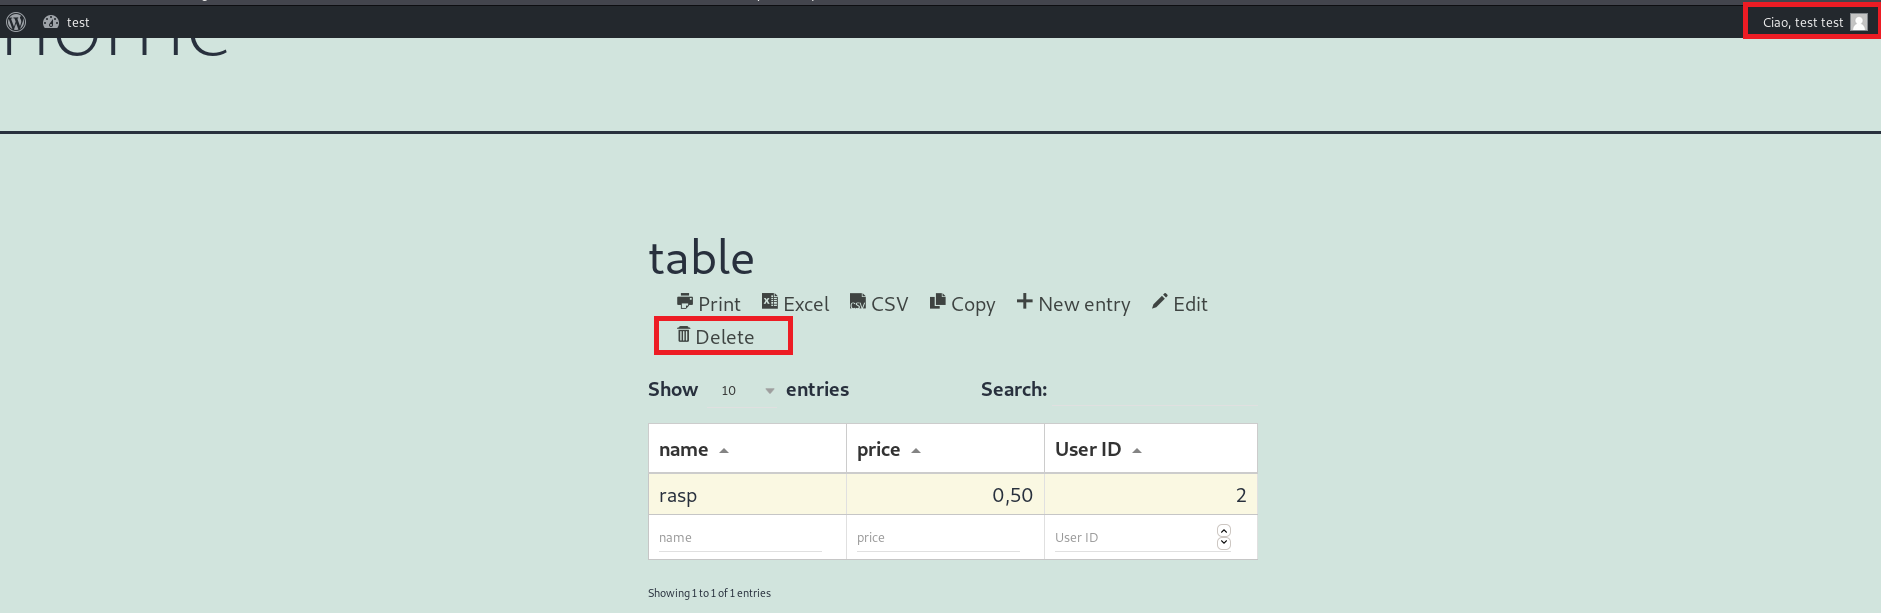 test
Ciao, test test
home
table
Print Excel CSV Copy New entry Edit
Delete
Show 10 entries Search:
name price User ID
rasp 0,50 2
name price User ID
Showing 1 to 1 of 1 entries